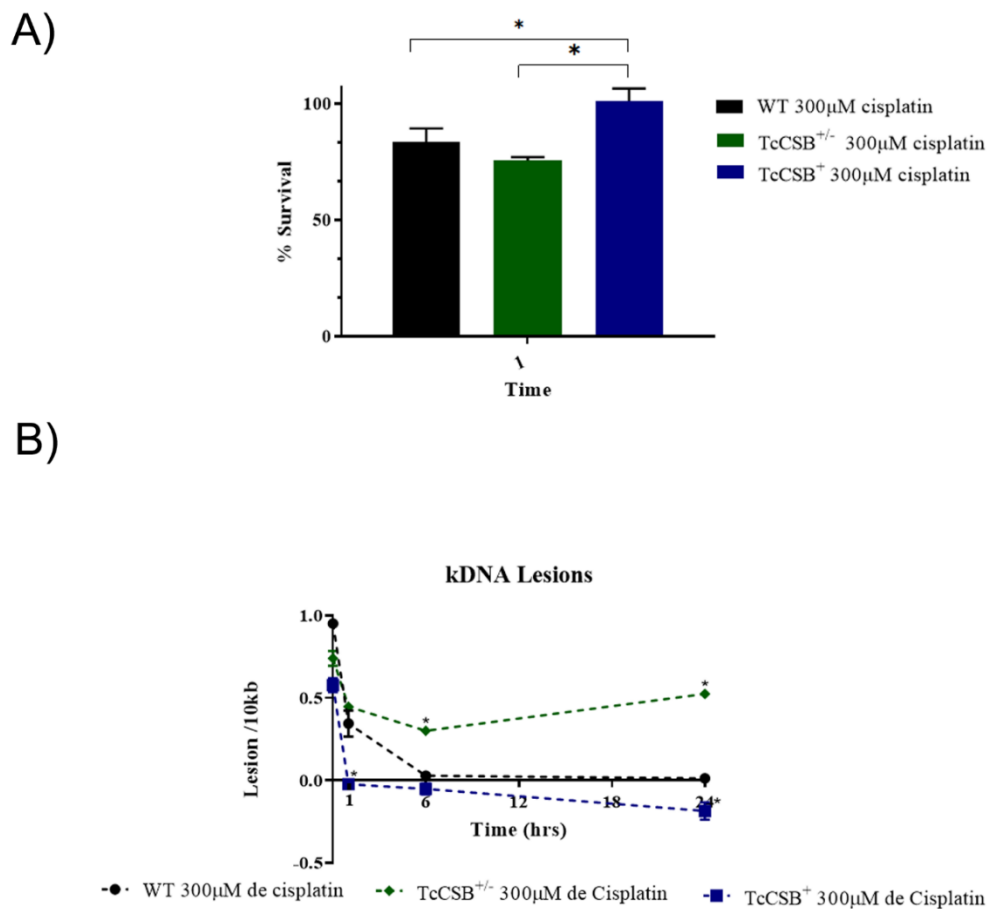 A)
*
*
100
50
0
% Survival
1
Time
WT 300μM cisplatin
TcCSB+/- 300μM cisplatin
TcCSB+ 300μM cisplatin
B)
kDNA Lesions
1.0
0.5
0.0
-0.5
Lesion /10kb
*
*
*
*
1 6 12 18 24
Time (hrs)
WT 300μM de cisplatin
TcCSB+/- 300μM de Cisplatin
TcCSB+ 300μM de Cisplatin